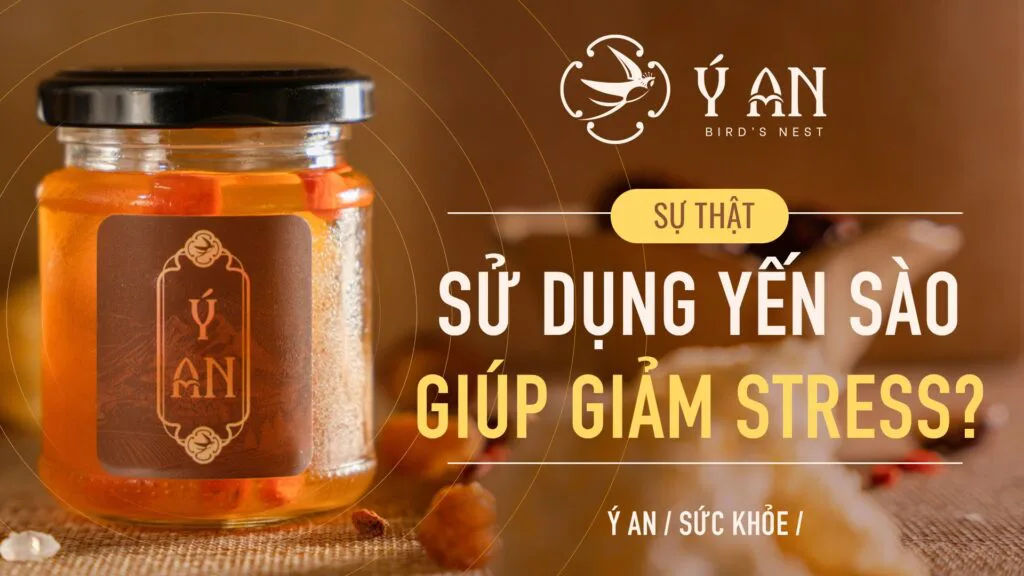 Ý AN
BIRD'S NEST
SỰ THẬT
SỬ DỤNG YẾN SÀO
GIÚP GIẢM STRESS?
Ý AN / SỨC KHỎE /
Ý
AN